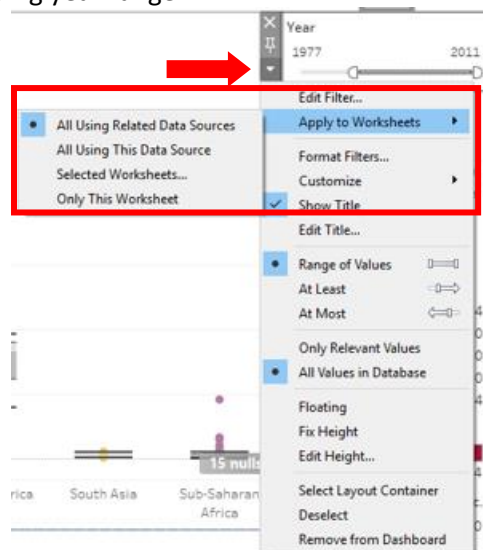 Year
1977 2011
Edit Filter...
All Using Related Data Sources Apply to Worksheets
All Using This Data Source
Format Filters...
Selected Worksheets...
Customize
Only This Worksheet
Show Title
Edit Title...
Range of Values
At Least
At Most
Only Relevant Values
All Values in Database
Floating
Fix Height
15 nulls
Edit Height...
South Asia Sub-Saharan
Africa
Select Layout Container
Deselect
Remove from Dashboard